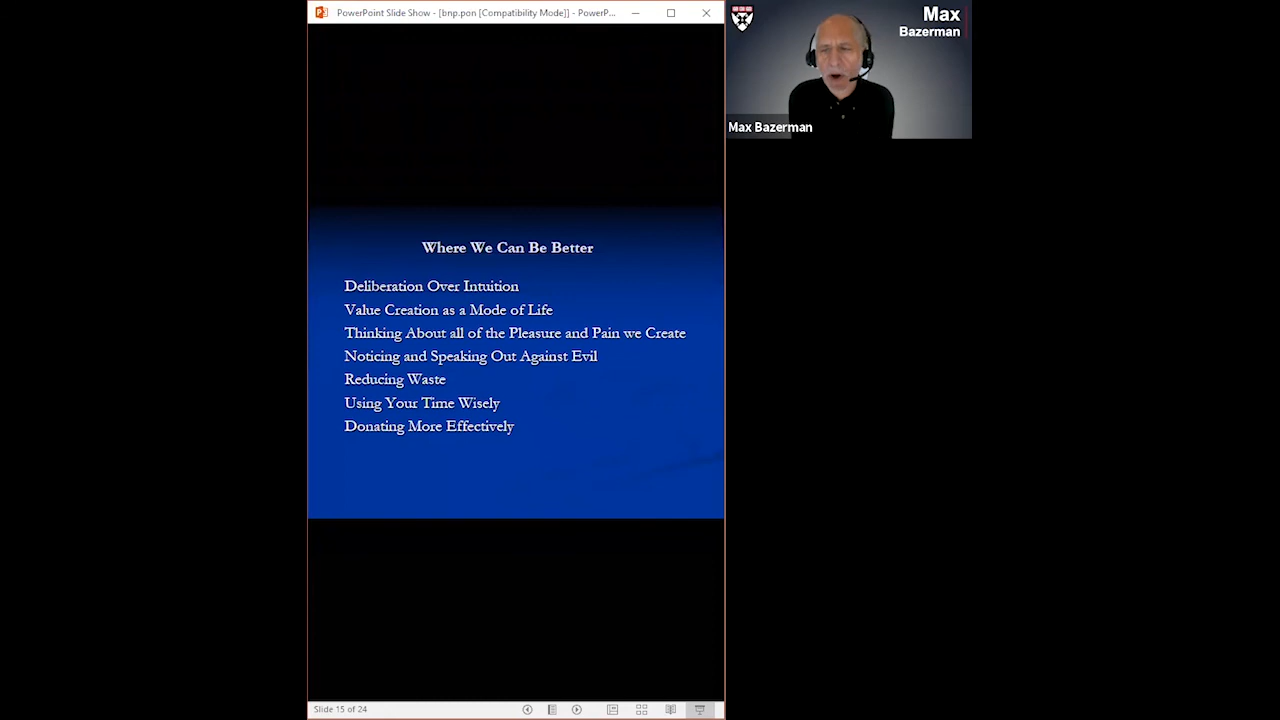 PowerPoint Slide Show - [bnp.pon [Compatibility Mode]] - PowerP...
Max
Bazerman
Max Bazerman
Where We Can Be Better
Deliberation Over Intuition
Value Creation as a Mode of Life
Thinking About all of the Pleasure and Pain we Create
Noticing and Speaking Out Against Evil
Reducing Waste
Using Your Time Wisely
Donating More Effectively
Slide 15 of 24